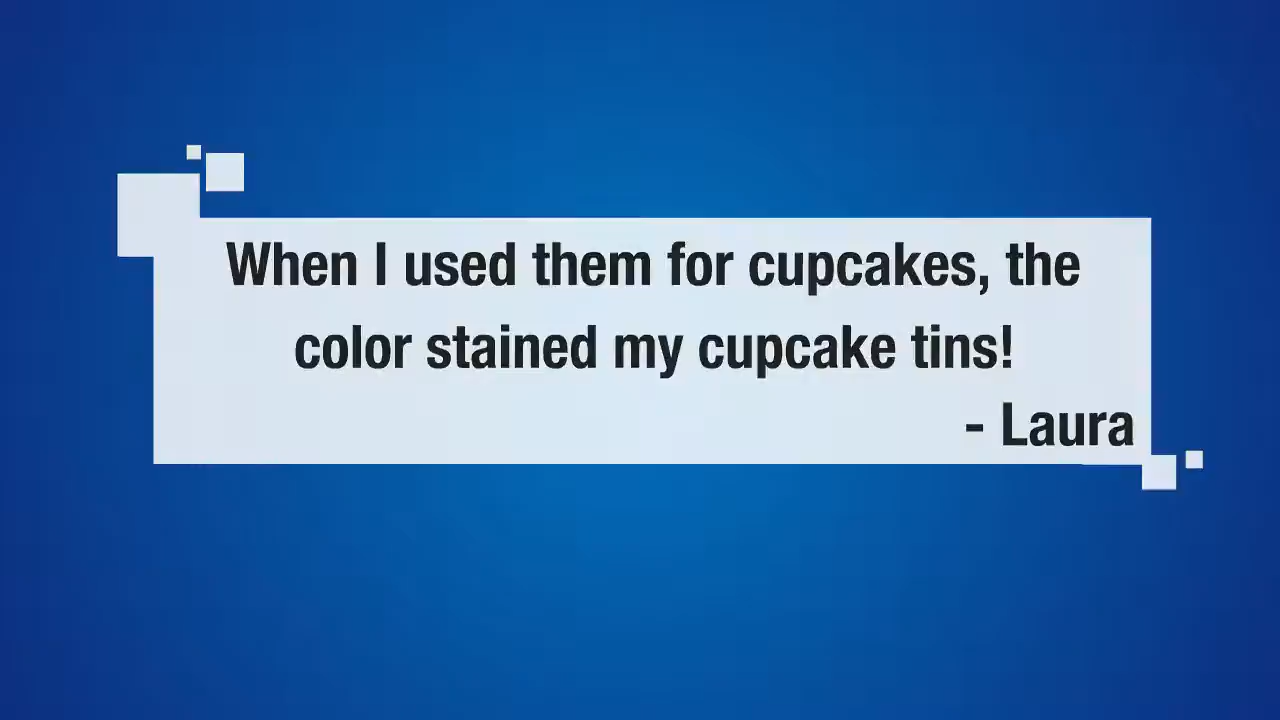 When I used them for cupcakes, the
color stained my cupcake tins!
- Laura